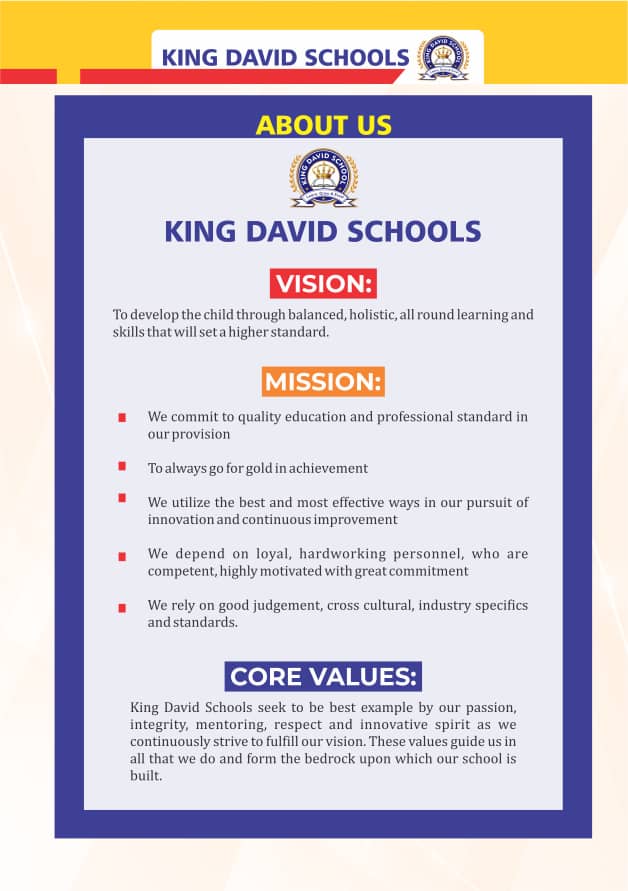 KING DAVID SCHOOLS
KING DAVID SCHOOL
ABOUT US
KING DAVID SCHOOL
KING DAVID SCHOOLS
VISION:
To develop the child through balanced, holistic, all round learning and
skills that will set a higher standard.
MISSION:
We commit to quality education and professional standard in
our provision
To always go for gold in achievement
We utilize the best and most effective ways in our pursuit of
innovation and continuous improvement
We depend on loyal, hardworking personnel, who are
competent, highly motivated with great commitment
We rely on good judgement, cross cultural, industry specifics
and standards.
CORE VALUES:
King David Schools seek to be best example by our passion,
integrity, mentoring, respect and innovative spirit as we
continuously strive to fulfill our vision. These values guide us in
all that we do and form the bedrock upon which our school is
built.